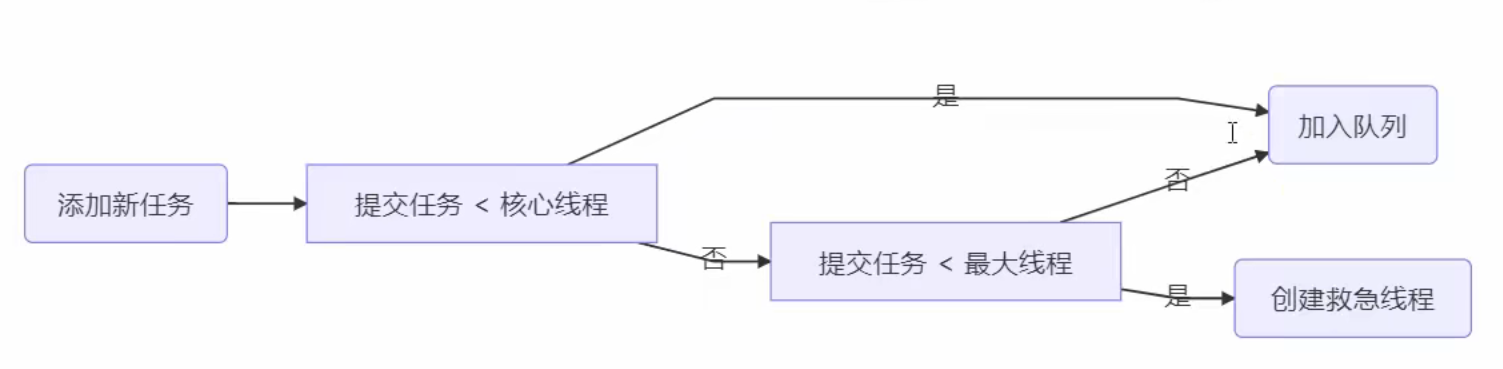 是
加入队列
添加新任务
提交任务 < 核心线程
否
否
提交任务 < 最大线程
是
创建救急线程